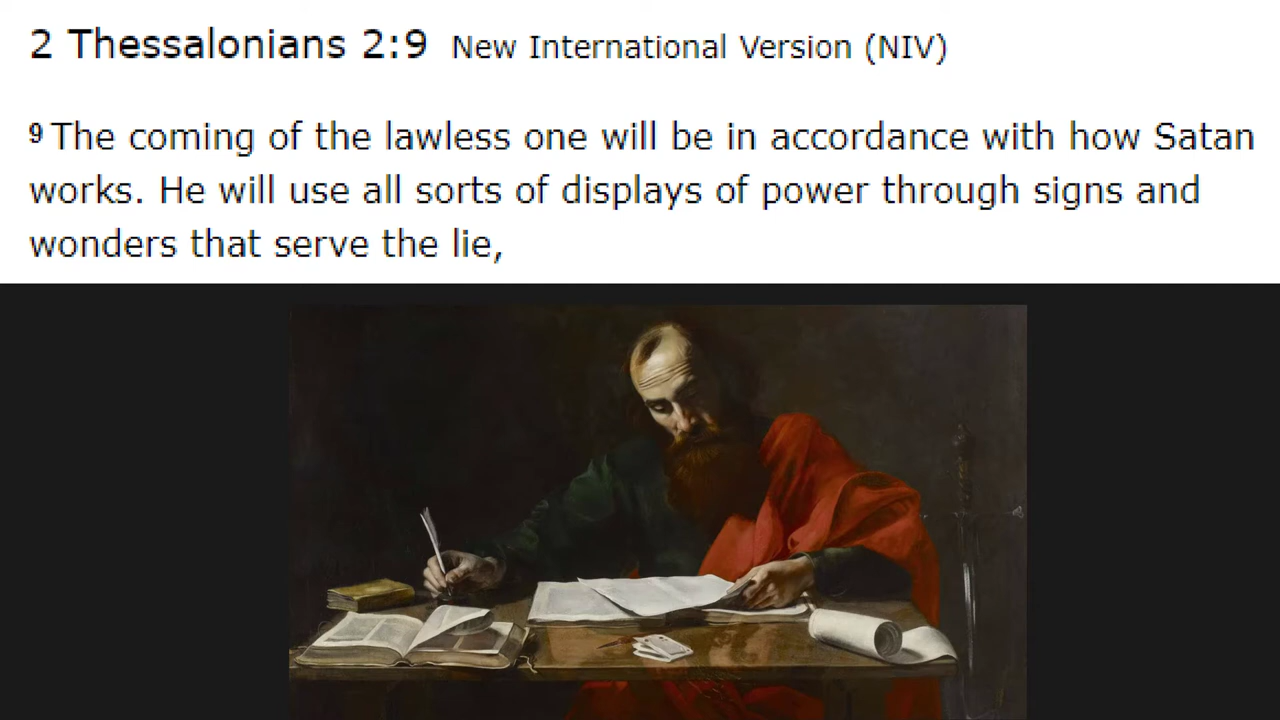 2 Thessalonians 2:9 New International Version (NIV)
9 The coming of the lawless one will be in accordance with how Satan
works. He will use all sorts of displays of power through signs and
wonders that serve the lie,